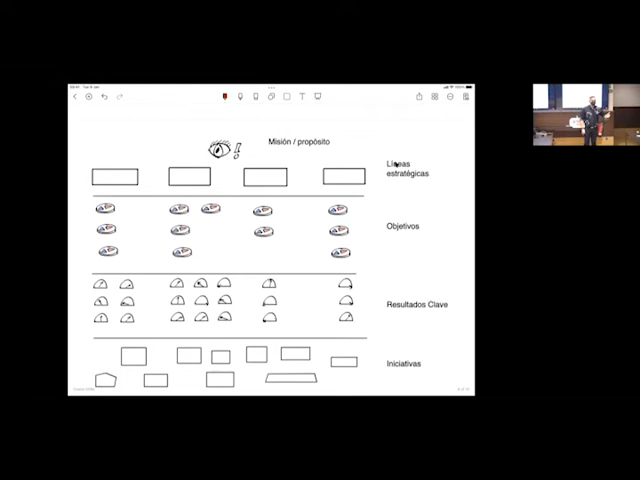 Misión / propósito
Líneas
estratégicas
Objetivos
Resultados Clave
Iniciativas